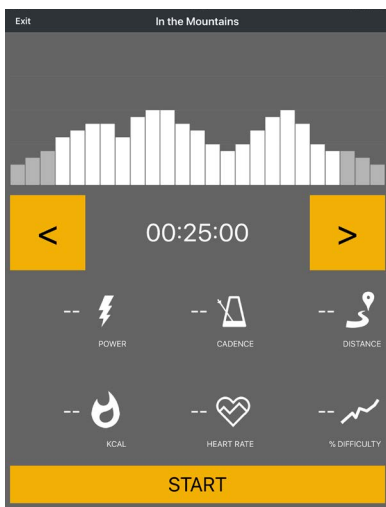 Exit In the Mountains
< 00:25:00 >
-- -- --
POWER CADENCE DISTANCE
-- -- --
KCAL HEART RATE % DIFFICULTY
START